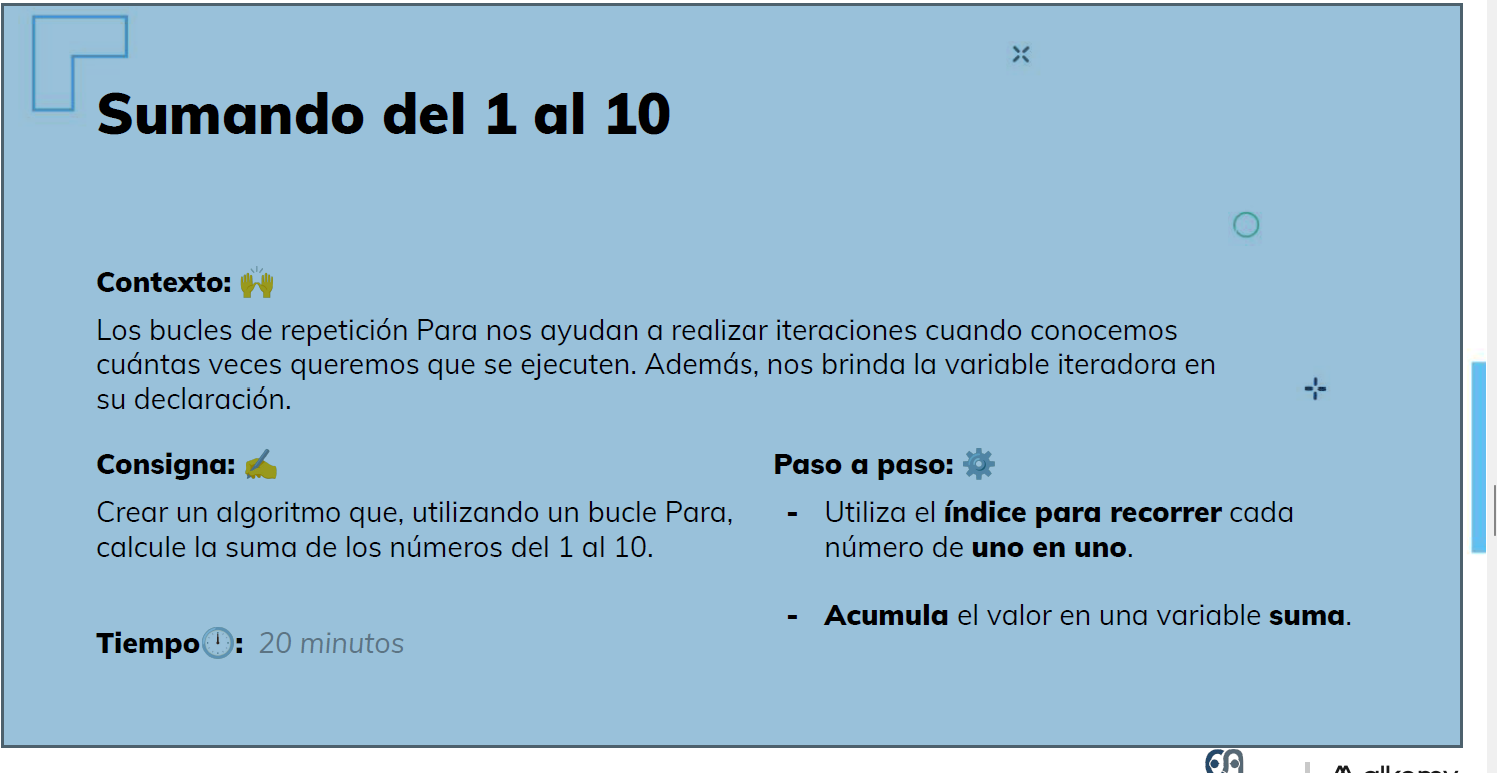 Sumando del 1 al 10
Contexto:
Los bucles de repetición Para nos ayudan a realizar iteraciones cuando conocemos
cuántas veces queremos que se ejecuten. Además, nos brinda la variable iteradora en
su declaración.
Consigna:
Crear un algoritmo que, utilizando un bucle Para,
calcule la suma de los números del 1 al 10.
Tiempo: 20 minutos
Paso a paso:
- Utiliza el índice para recorrer cada
número de uno en uno.
- Acumula el valor en una variable suma.